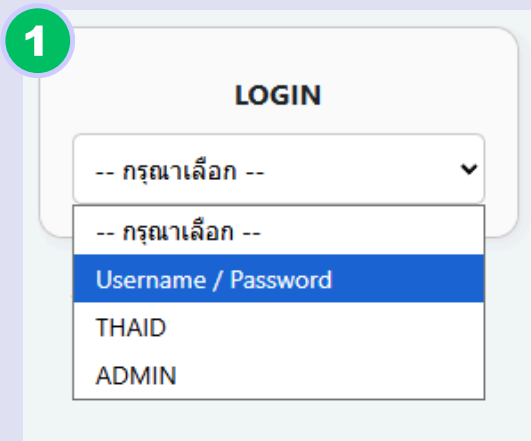 1
LOGIN
-- กรุณาเลือก --
-- กรุณาเลือก --
Username / Password
THAID
ADMIN